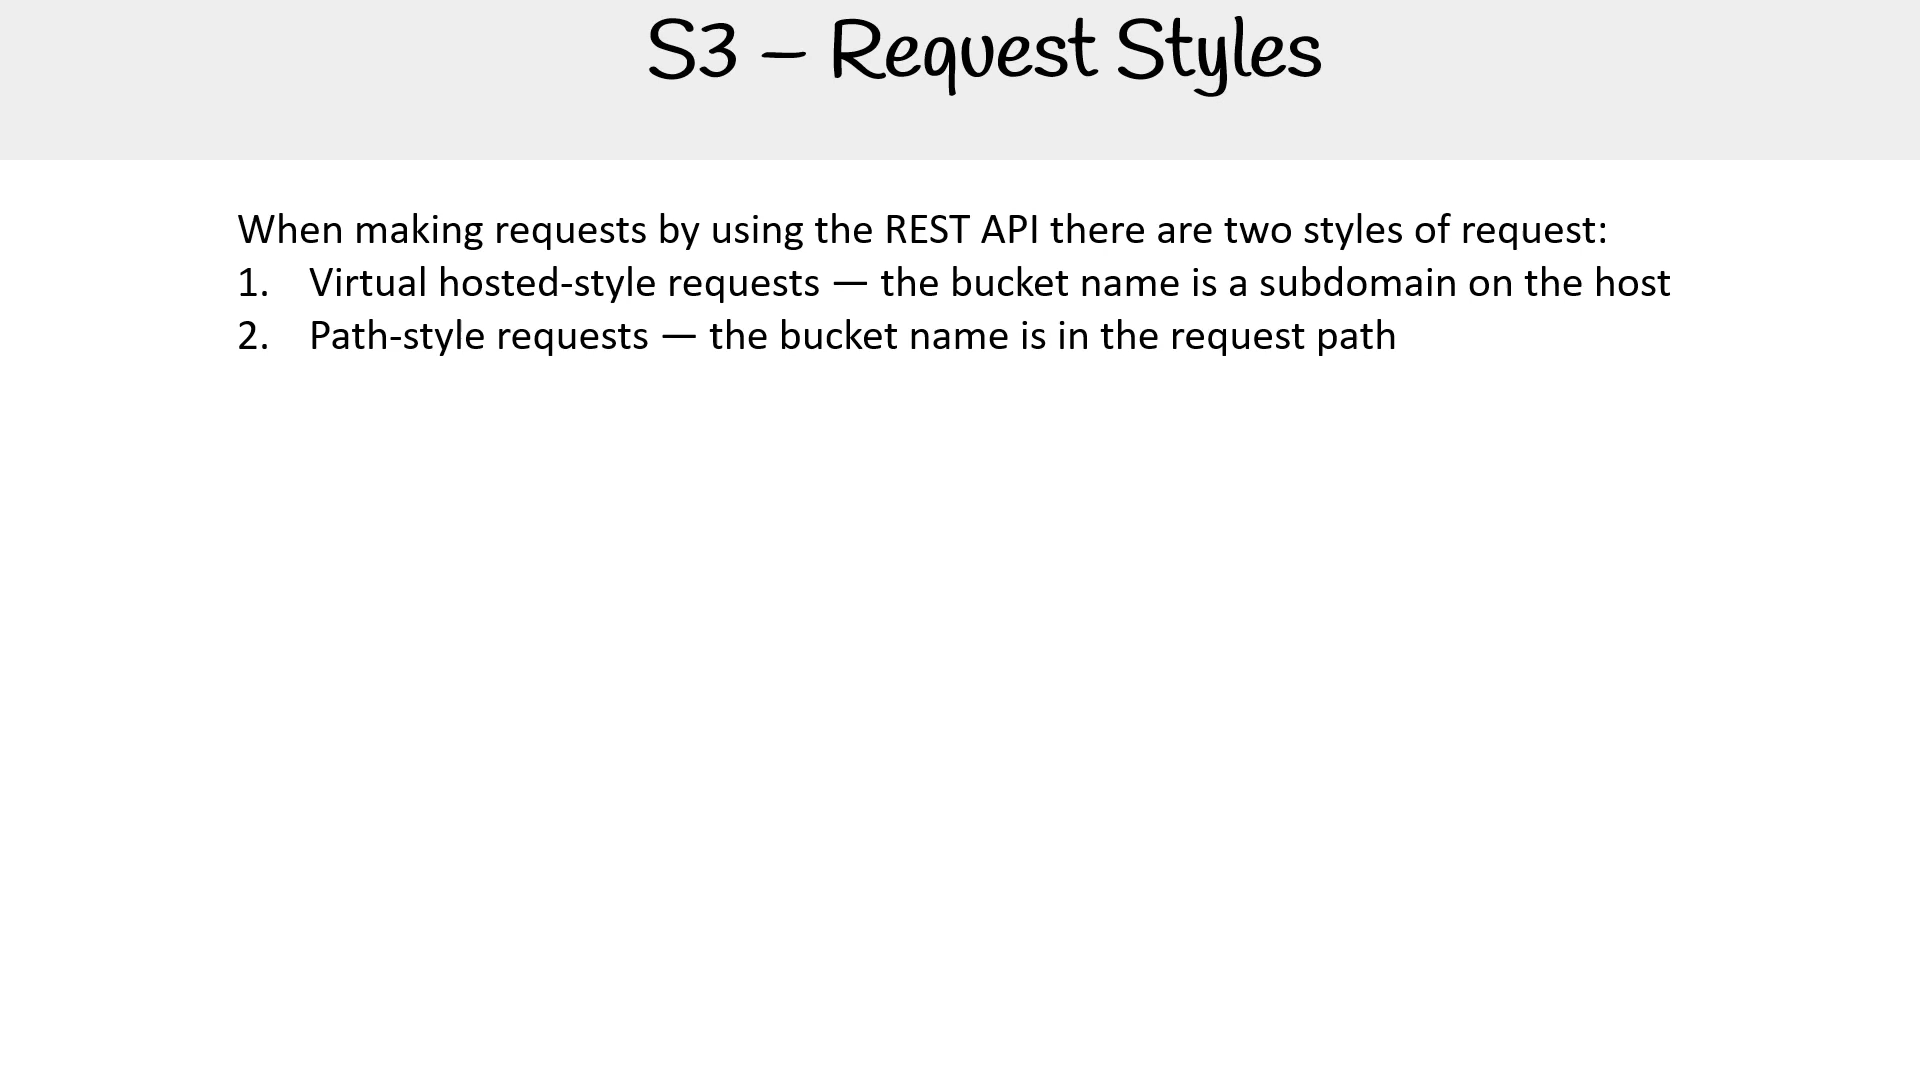 S3 – Request Styles
When making requests by using the REST API there are two styles of request:
1. Virtual hosted-style requests — the bucket name is a subdomain on the host
2. Path-style requests — the bucket name is in the request path